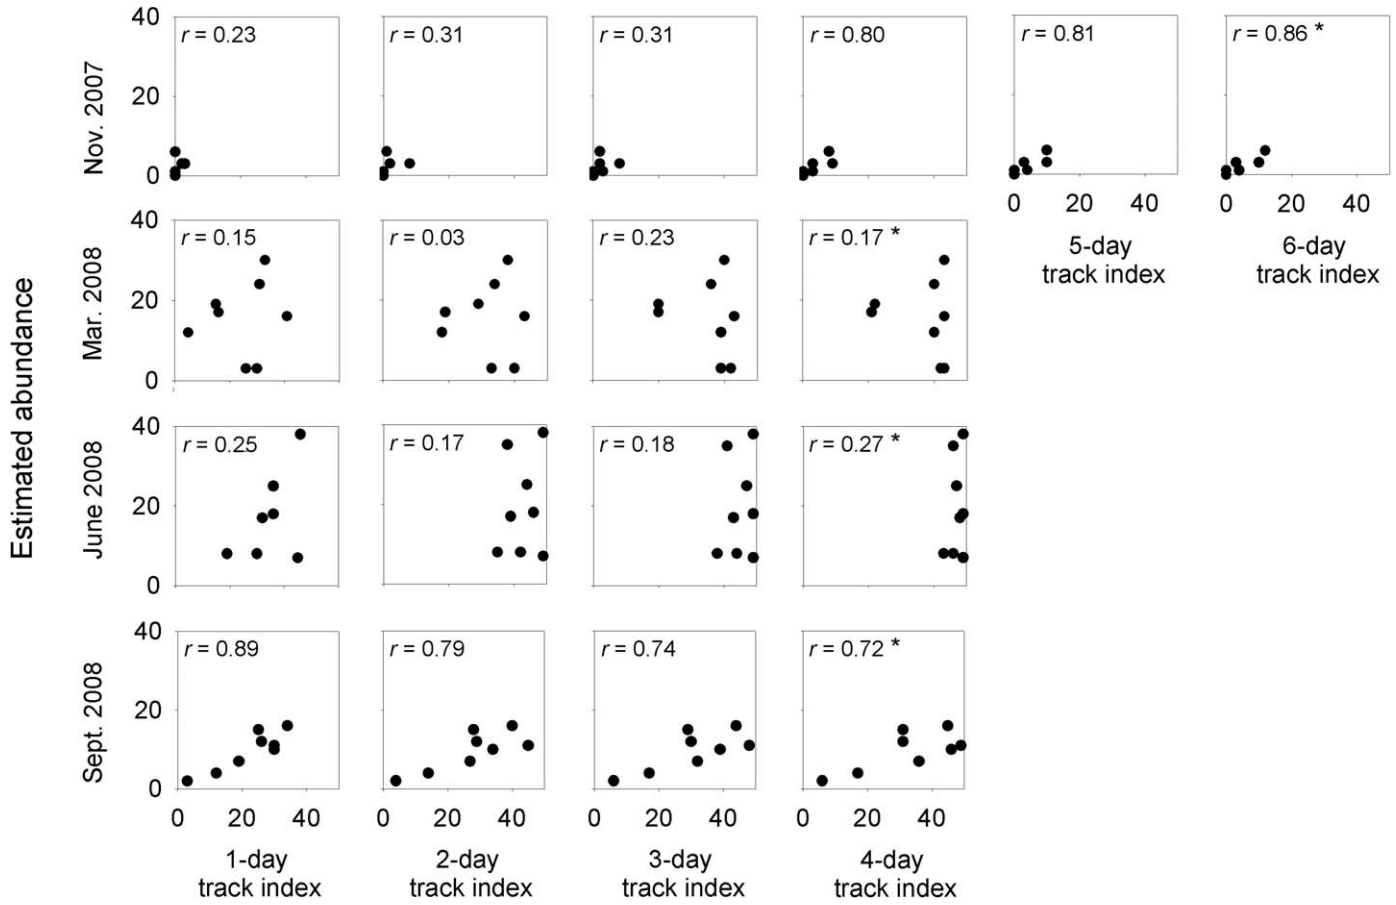 Estimated abundance
Nov. 2007
40
20
0
r = 0.23
r = 0.31
r = 0.31
r = 0.80
r = 0.81
r = 0.86 *
0 20 40
0 20 40
5-day
track index
6-day
track index
Mar. 2008
40
20
0
r = 0.15
r = 0.03
r = 0.23
r = 0.17 *
June 2008
40
20
0
r = 0.25
r = 0.17
r = 0.18
r = 0.27 *
Sept. 2008
40
20
0
r = 0.89
r = 0.79
r = 0.74
r = 0.72 *
0 20 40
0 20 40
0 20 40
0 20 40
1-day
track index
2-day
track index
3-day
track index
4-day
track index